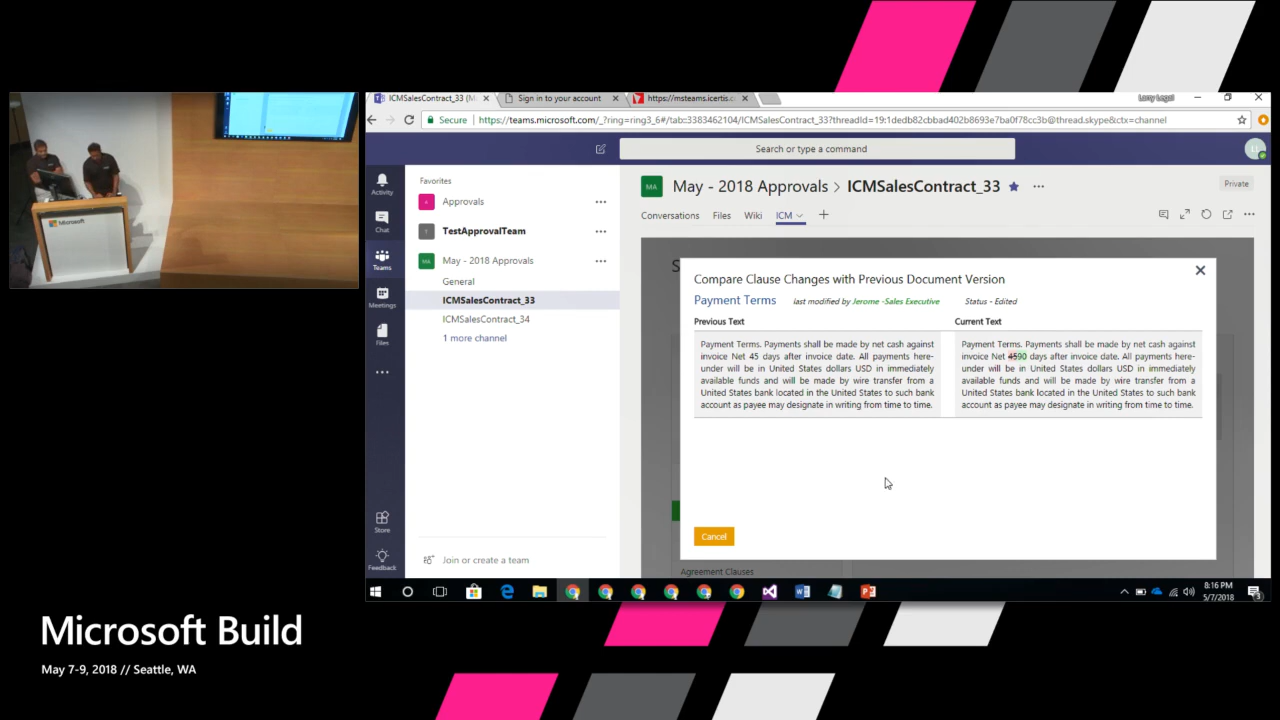 ICMSalesContract_33 (M
Sign in to your account
https://msteams.icertis.c
Larry Legal
Secure
https://teams.microsoft.com/_?ring=ring3_6#/tab::3383462104/ICMSalesContract_33?threadId=19:1dedb82cbbad402b8693e7ba0f78cc3b@thread.skype&ctx=channel
Search or type a command
LL
Activity
Chat
Teams
Meetings
Files
Store
Feedback
Favorites
A Approvals
T TestApprovalTeam
MA May - 2018 Approvals
General
ICMSalesContract_33
ICMSalesContract_34
1 more channel
Join or create a team
MA May - 2018 Approvals > ICMSalesContract_33
Private
Conversations Files Wiki ICM
S
Compare Clause Changes with Previous Document Version
Payment Terms last modified by Jerome -Sales Executive Status - Edited
Previous Text
Payment Terms. Payments shall be made by net cash against
invoice Net 45 days after invoice date. All payments here-
under will be in United States dollars USD in immediately
available funds and will be made by wire transfer from a
United States bank located in the United States to such bank
account as payee may designate in writing from time to time.
Current Text
Payment Terms. Payments shall be made by net cash against
invoice Net 4590 days after invoice date. All payments here-
under will be in United States dollars USD in immediately
available funds and will be made by wire transfer from a
United States bank located in the United States to such bank
account as payee may designate in writing from time to time.
Cancel
Agreement Clauses
8:16 PM
5/7/2018
3
Microsoft
Microsoft Build
May 7-9, 2018 // Seattle, WA